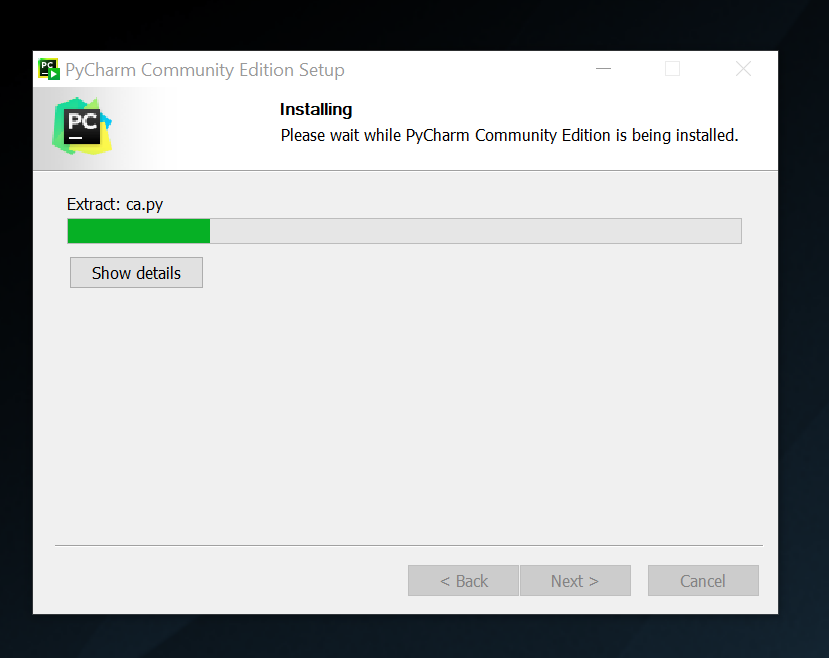 PC
PyCharm Community Edition Setup
PC
Installing
Please wait while PyCharm Community Edition is being installed.
Extract: ca.py
Show details
< Back
Next >
Cancel